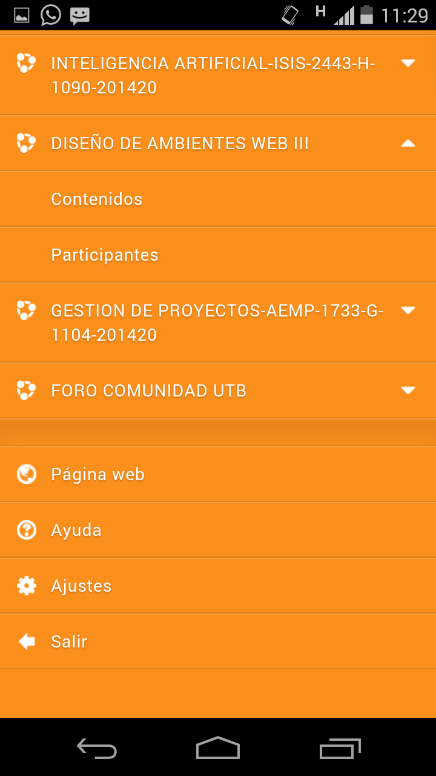 H 11:29
INTELIGENCIA ARTIFICIAL-ISIS-2443-H-
1090-201420
DISEÑO DE AMBIENTES WEB III
Contenidos
Participantes
GESTION DE PROYECTOS-AEMP-1733-G-
1104-201420
FORO COMUNIDAD UTB
Página web
Ayuda
Ajustes
Salir